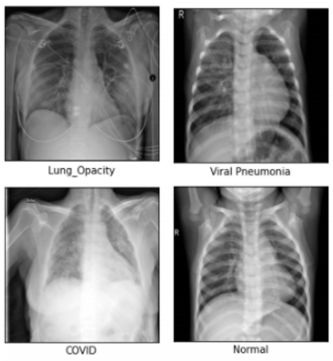 R
Lung_Opacity
Viral Pneumonia
R
COVID
Normal